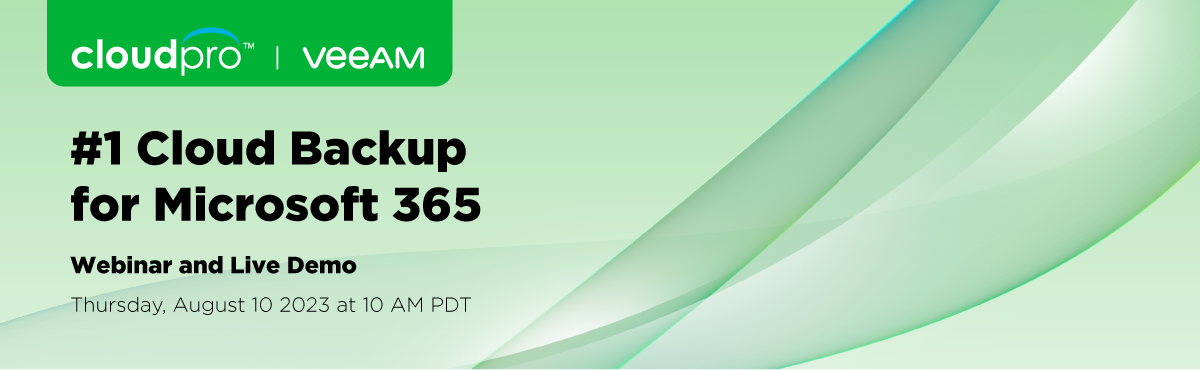 cloudpro™ | veeam
#1 Cloud Backup
for Microsoft 365
Webinar and Live Demo
Thursday, August 10 2023 at 10 AM PDT